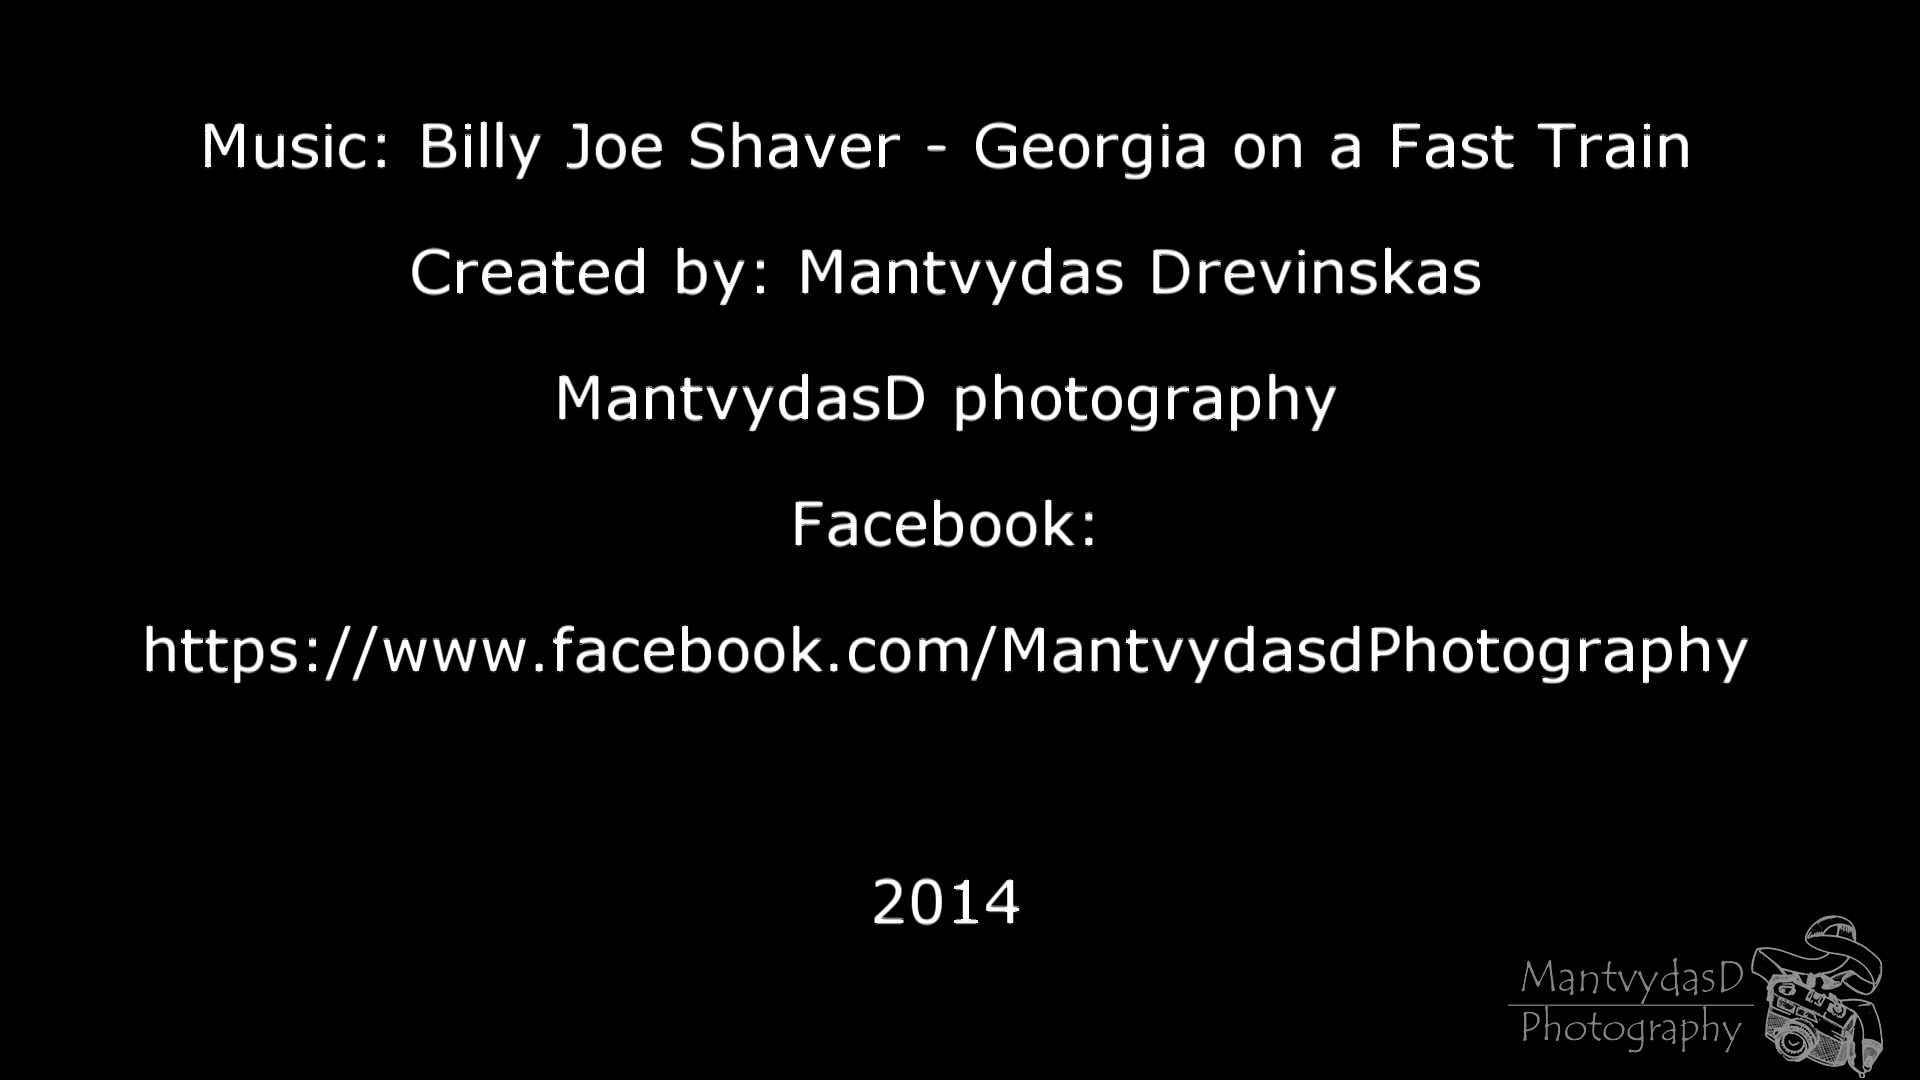 Music: Billy Joe Shaver - Georgia on a Fast Train
Created by: Mantvydas Drevinskas
MantvydasD photography
Facebook:
https://www.facebook.com/MantvydasdPhotography
2014
MantvydasD
Photography